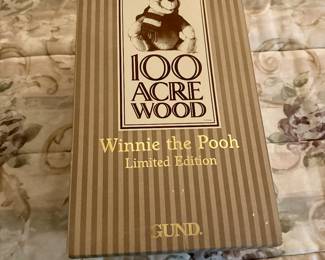 100
ACRE
WOOD
Winnie the Pooh
Limited Edition
GUND.